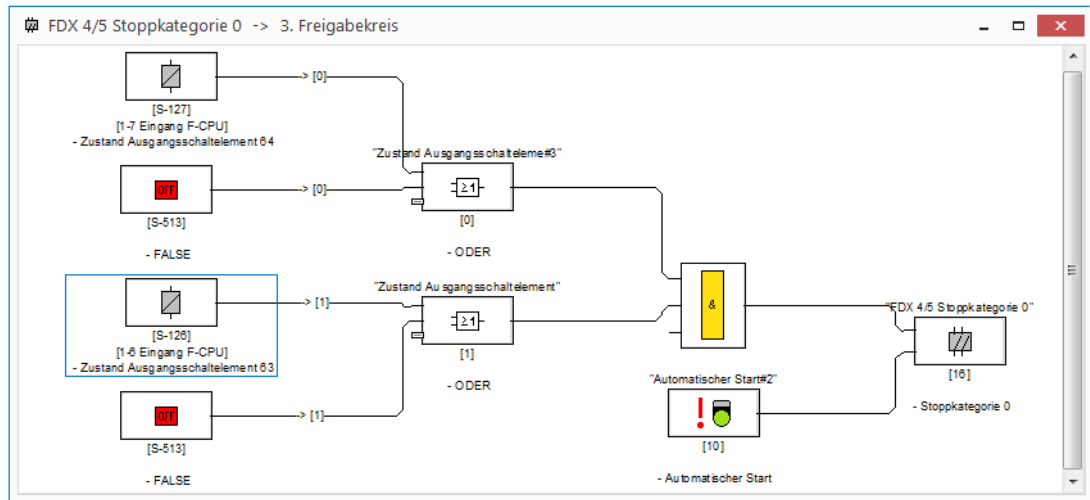 FDX 4/5 Stoppkategorie 0 -> 3. Freigabekreis
-> [0]
[S-127]
[1-7 Eingang F-CPU]
- Zustand Ausgangsschaltelement 64
"Zustand Ausgangsschalteleme#3"
OFF
-> [0]
≥1
[S-513]
[0]
- FALSE
- ODER
"Zustand Ausgangsschaltelement"
-> [1]
≥1
&
"FDX 4/5 Stoppkategorie 0"
[S-126]
[1-6 Eingang F-CPU]
- Zustand Ausgangsschaltelement 63
[1]
[16]
- ODER
"Automatischer Start#2"
- Stoppkategorie 0
OFF
-> [1]
[S-513]
[10]
- FALSE
- Automatischer Start